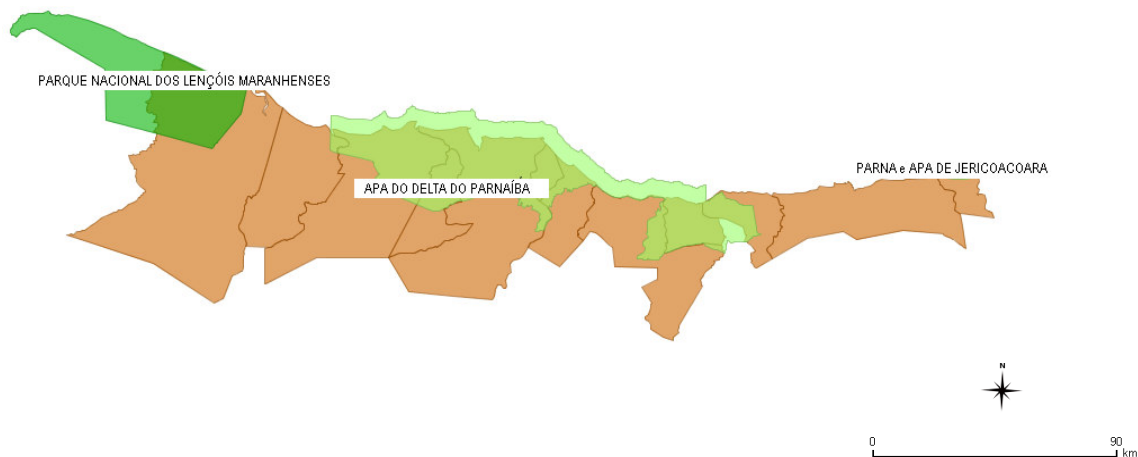 PARQUE NACIONAL DOS LENÇÓIS MARANHENSES
PARNA e APA DE JERICOACOARA
APA DO DELTA DO PARNAÍBA
N
0 90
km